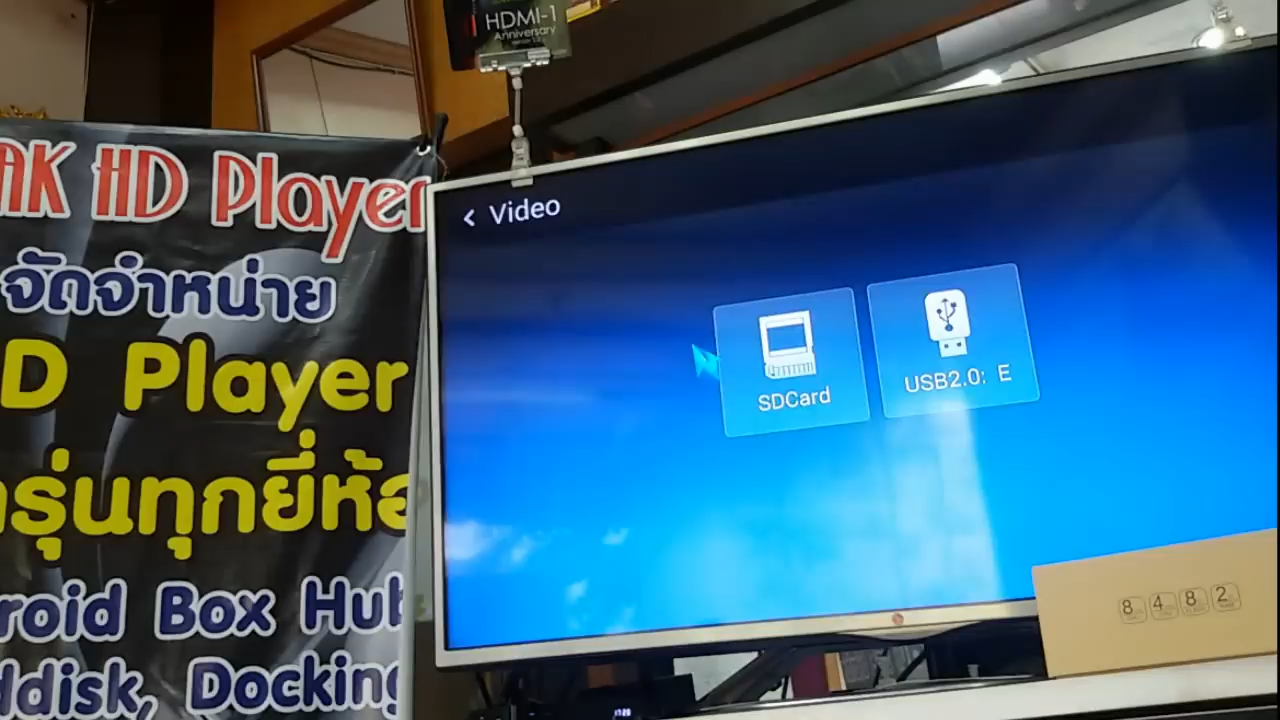 HDMI-1
Anniversary
AK HD Player
จัดจำหน่าย
D Player
รุ่นทุกยี่ห้อ
roid Box Hub
ddisk, Docking
< Video
SDCard
USB2.0: E
8 4 8 2